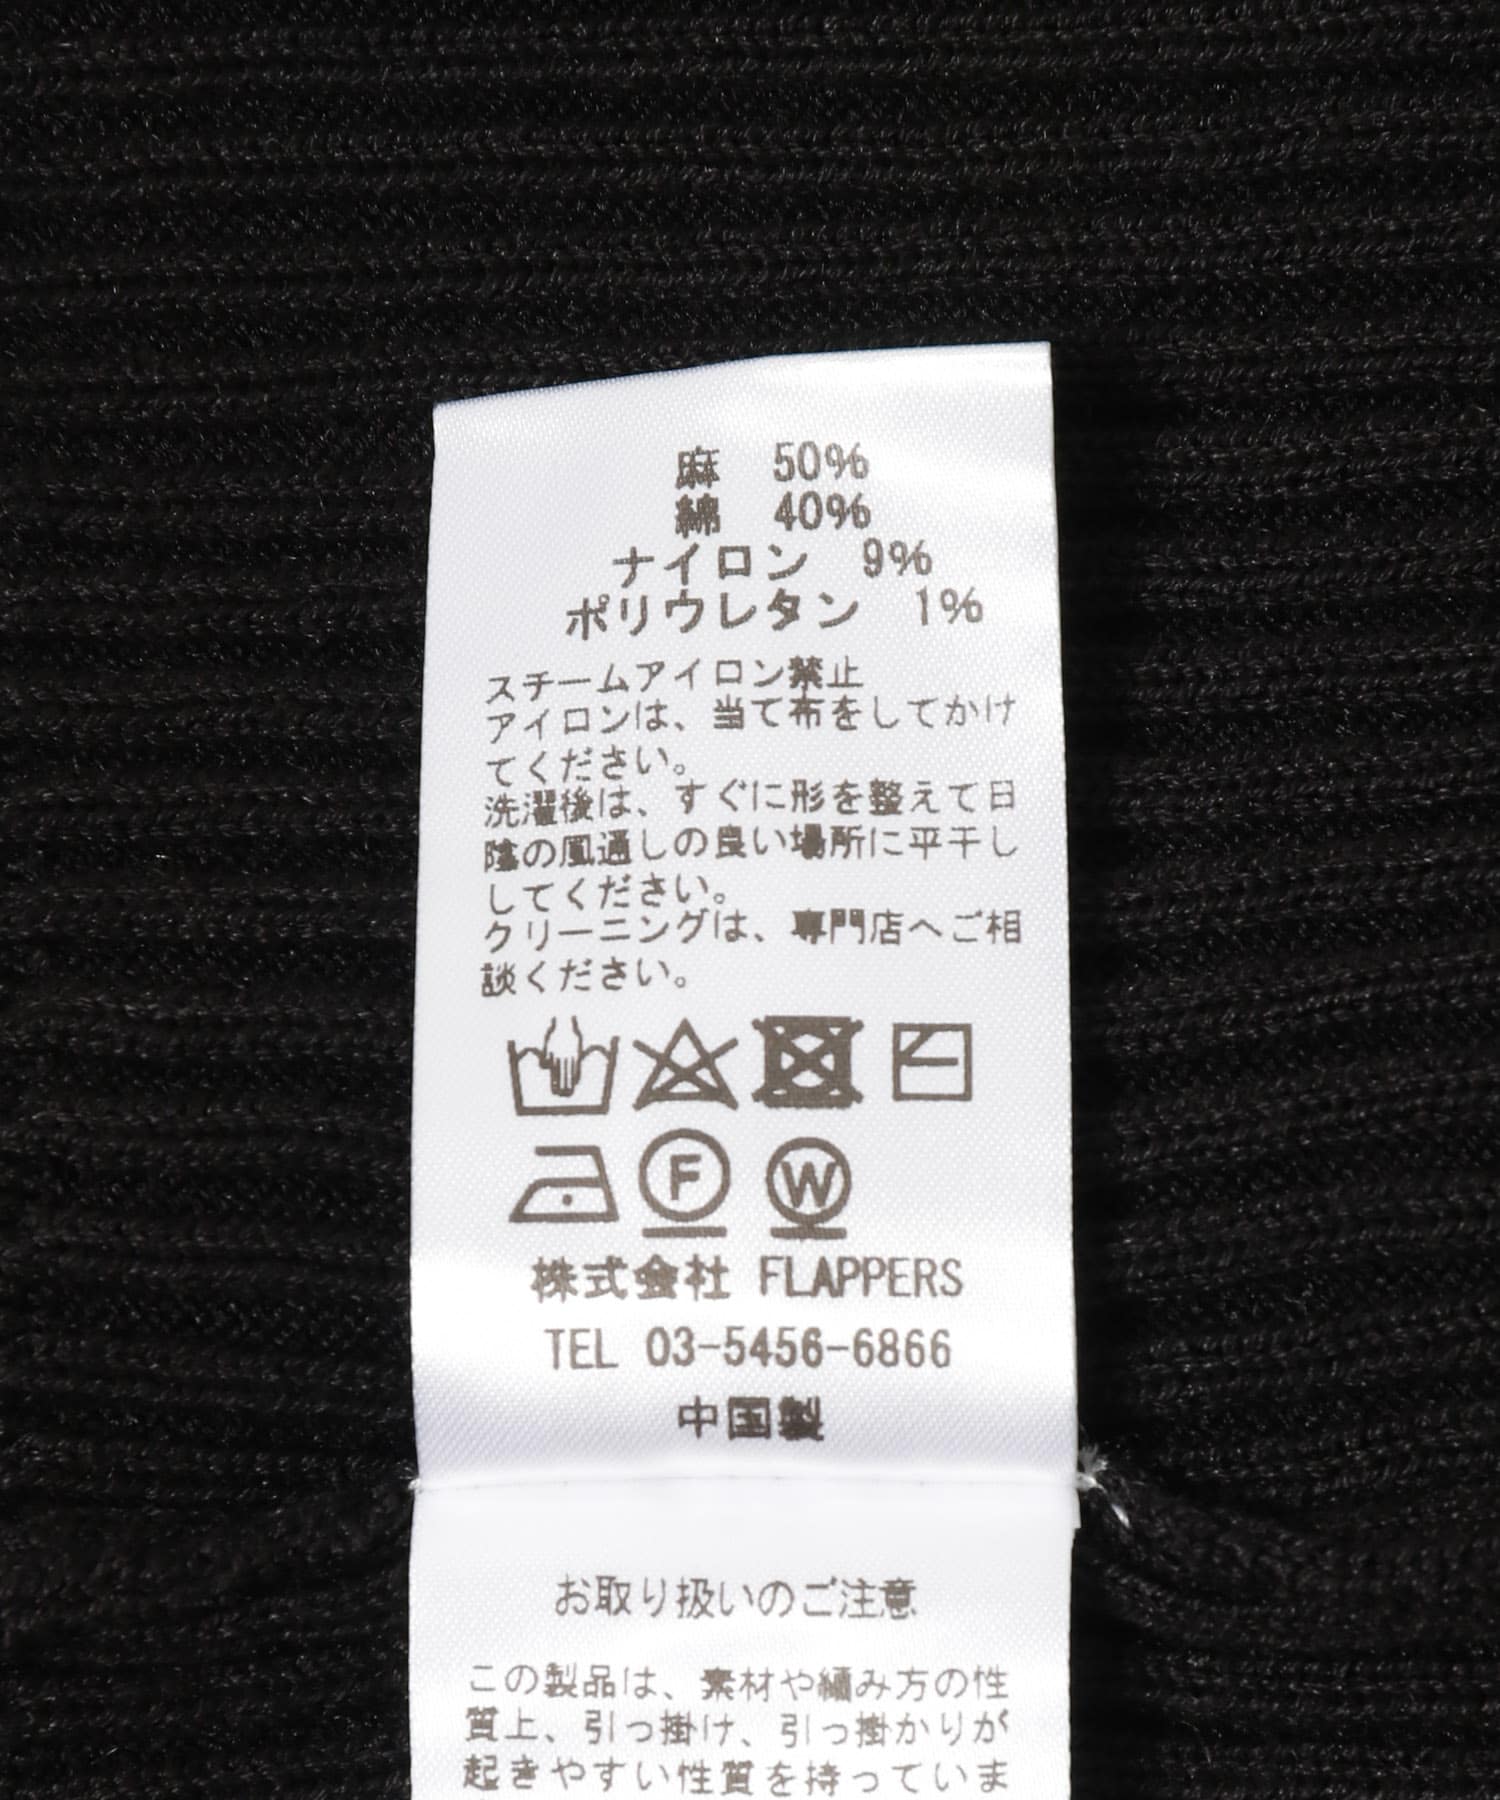 麻 50%
綿 40%
ナイロン 9%
ポリウレタン 1%
スチームアイロン禁止
アイロンは、当て布をしてかけ
てください。
洗濯後は、すぐに形を整えて日
陰の風通しの良い場所に平干し
してください。
クリーニングは、専門店へご相
談ください。
F W
株式会社 FLAPPERS
TEL 03-5456-6866
中国製
お取り扱いのご注意
この製品は、素材や編み方の性
質上、引っ掛け、引っ掛かりが
起きやすい性質を持っていま